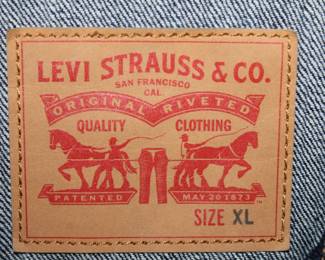 LEVI STRAUSS & CO.
SAN FRANCISCO
CAL.
ORIGINAL RIVETED
QUALITY CLOTHING
PATENTED MAY 20 1873
SIZE XL